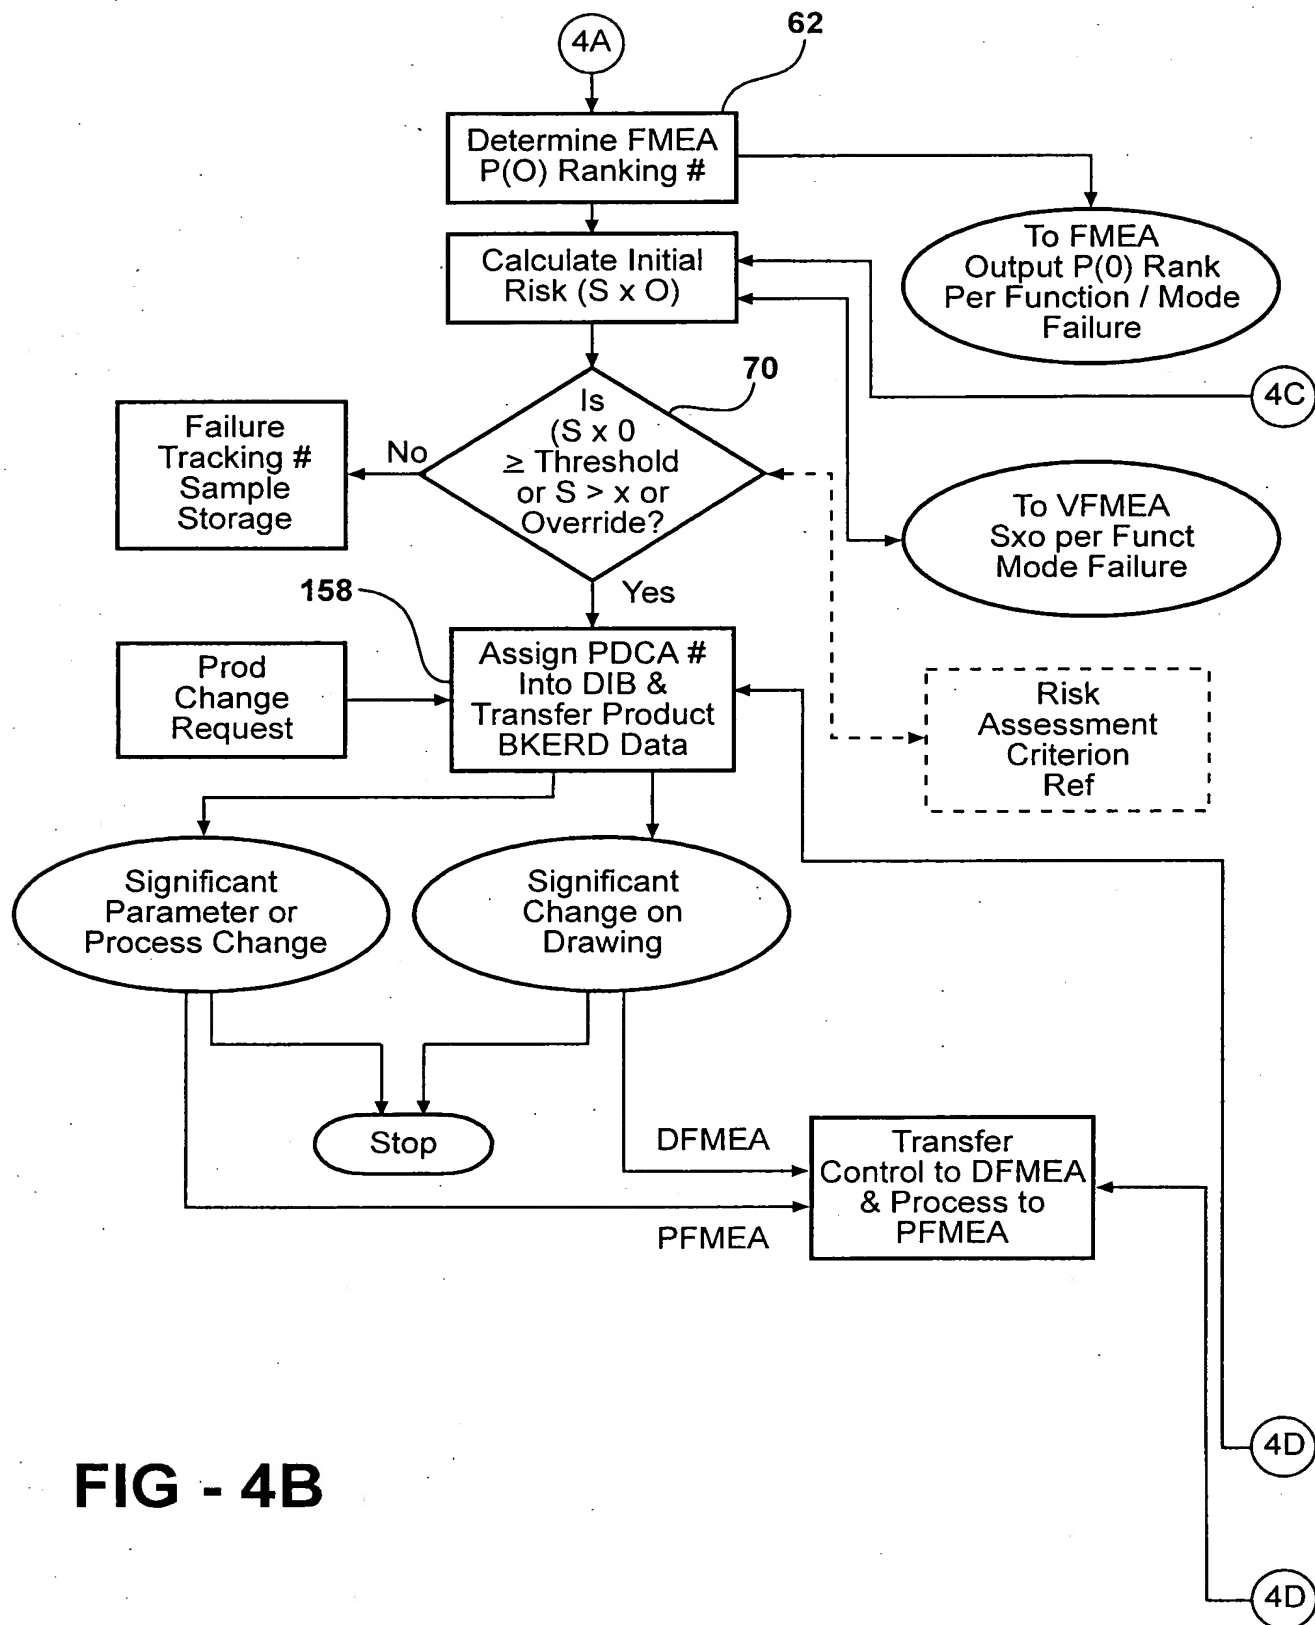 4A
62
Determine FMEA
P(O) Ranking #
To FMEA
Output P(0) Rank
Per Function / Mode
Failure
Calculate Initial
Risk (S x O)
4C
70
Is
(S x 0
≥ Threshold
or S > x or
Override?
No
Failure
Tracking #
Sample
Storage
To VFMEA
Sxo per Funct
Mode Failure
Yes
158
Assign PDCA #
Into DIB &
Transfer Product
BKERD Data
Prod
Change
Request
Risk
Assessment
Criterion
Ref
Significant
Parameter or
Process Change
Significant
Change on
Drawing
Stop
DFMEA
PFMEA
Transfer
Control to DFMEA
& Process to
PFMEA
4D
FIG - 4B
4D